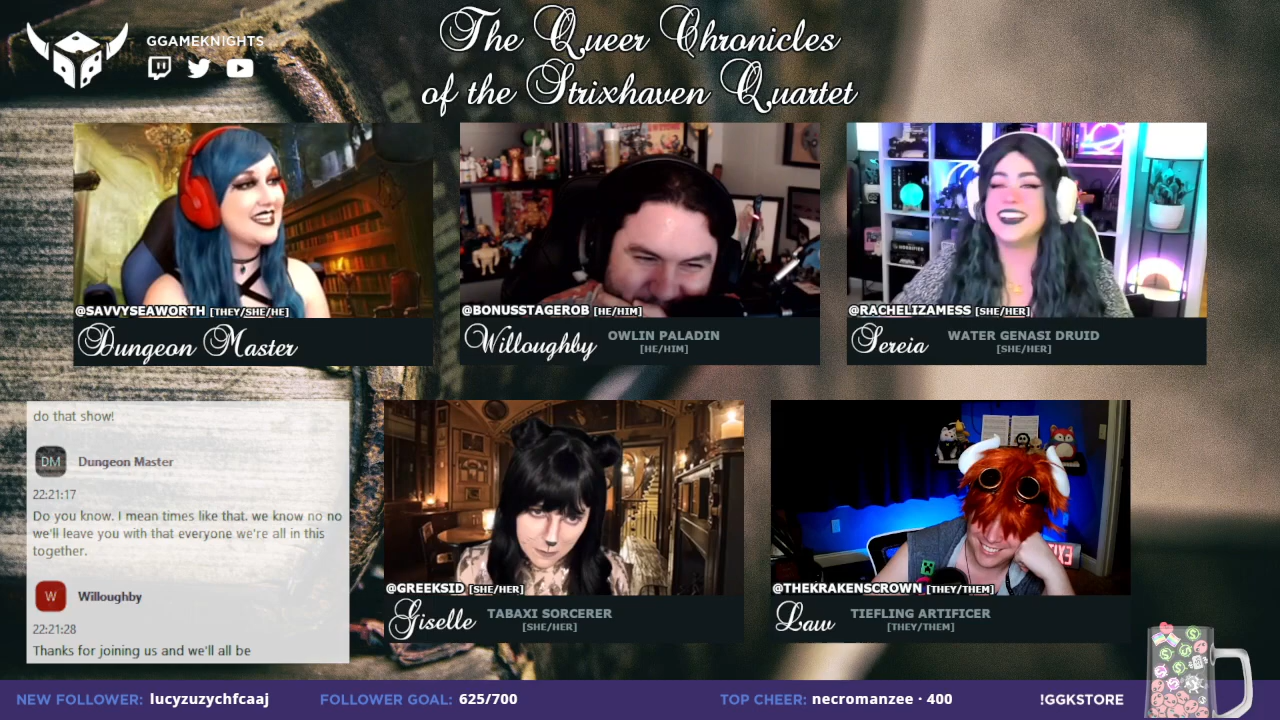 GGAMEKNIGHTS
The Queer Chronicles
of the Strixhaven Quartet
@SAVVYSEAWORTH [THEY/SHE/HE]
Dungeon Master
@BONUSSTAGEROB [HE/HIM]
Willoughby
OWLIN PALADIN
[HE/HIM]
@RACHELIZAMESS [SHE/HER]
Sereia
WATER GENASI DRUID
[SHE/HER]
do that show!
DM
Dungeon Master
22:21:17
Do you know. I mean times like that. we know no no
we'll leave you with that everyone we're all in this
together.
W
Willoughby
22:21:28
Thanks for joining us and we'll all be
@GREEKSID [SHE/HER]
Giselle
TABAXI SORCERER
[SHE/HER]
EXIT
@THEKRAKENSCROWN [THEY/THEM]
Law
TIEFLING ARTIFICER
[THEY/THEM]
NEW FOLLOWER: lucyzuzychfcaaj
FOLLOWER GOAL: 625/700
TOP CHEER: necromanzee · 400
!GGKSTORE